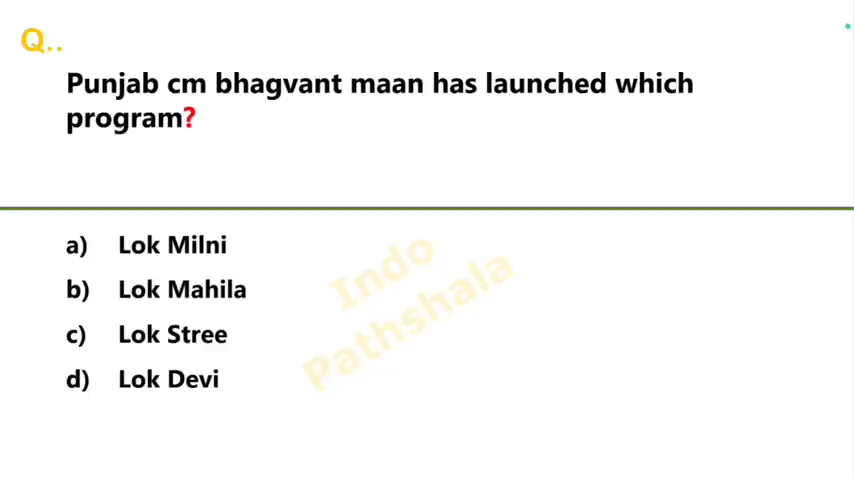 Q..
Punjab cm bhagvant maan has launched which
program?
a) Lok Milni
b) Lok Mahila
c) Lok Stree
d) Lok Devi
Indo
Pathshala